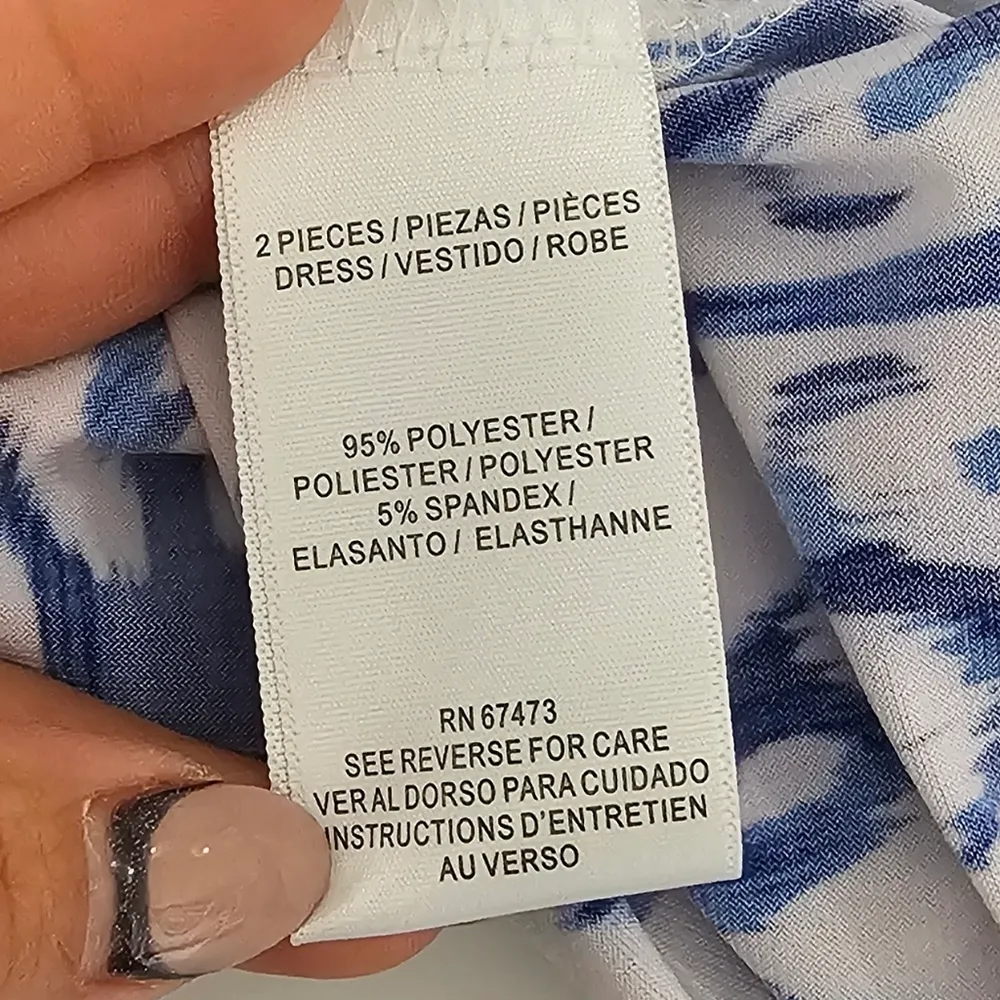 2 PIECES / PIEZAS / PIÈCES
DRESS / VESTIDO / ROBE
95% POLYESTER /
POLIESTER / POLYESTER
5% SPANDEX /
ELASANTO / ELASTHANNE
RN 67473
SEE REVERSE FOR CARE
VER AL DORSO PARA CUIDADO
INSTRUCTIONS D'ENTRETIEN
AU VERSO